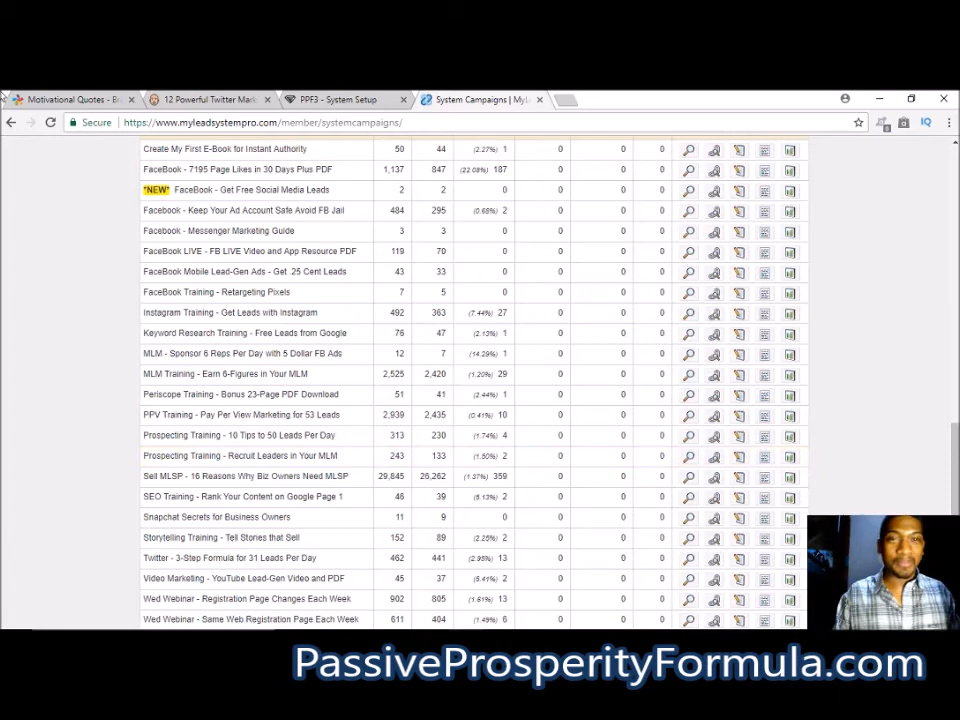 Motivational Quotes - Br
12 Powerful Twitter Mark
PPF3 - System Setup
System Campaigns | MyL
Secure
https://www.myleadsystempro.com/member/systemcampaigns/
Create My First E-Book for Instant Authority 50 44 (2.27%) 1 0 0 0
FaceBook - 7195 Page Likes in 30 Days Plus PDF 1,137 847 (22.08%) 187 0 0 0
*NEW* FaceBook - Get Free Social Media Leads 2 2 0 0 0 0
Facebook - Keep Your Ad Account Safe Avoid FB Jail 484 295 (0.68%) 2 0 0 0
FaceBook - Messenger Marketing Guide 3 3 0 0 0 0
FaceBook LIVE - FB LIVE Video and App Resource PDF 119 70 0 0 0 0
FaceBook Mobile Lead-Gen Ads - Get .25 Cent Leads 43 33 0 0 0 0
FaceBook Training - Retargeting Pixels 7 5 0 0 0 0
Instagram Training - Get Leads with Instagram 492 363 (7.44%) 27 0 0 0
Keyword Research Training - Free Leads from Google 76 47 (2.13%) 1 0 0 0
MLM - Sponsor 6 Reps Per Day with 5 Dollar FB Ads 12 7 (14.29%) 1 0 0 0
MLM Training - Earn 6-Figures in Your MLM 2,525 2,420 (1.20%) 29 0 0 0
Periscope Training - Bonus 23-Page PDF Download 51 41 (2.44%) 1 0 0 0
PPV Training - Pay Per View Marketing for 53 Leads 2,939 2,435 (0.41%) 10 0 0 0
Prospecting Training - 10 Tips to 50 Leads Per Day 313 230 (1.74%) 4 0 0 0
Prospecting Training - Recruit Leaders in Your MLM 243 133 (1.50%) 2 0 0 0
Sell MLSP - 16 Reasons Why Biz Owners Need MLSP 29,845 26,262 (1.37%) 359 0 0 0
SEO Training - Rank Your Content on Google Page 1 46 39 (5.13%) 2 0 0 0
Snapchat Secrets for Business Owners 11 9 0 0 0 0
Storytelling Training - Tell Stories that Sell 152 89 (2.25%) 2 0 0 0
Twitter - 3-Step Formula for 31 Leads Per Day 462 441 (2.95%) 13 0 0 0
Video Marketing - YouTube Lead-Gen Video and PDF 45 37 (5.41%) 2 0 0 0
Wed Webinar - Registration Page Changes Each Week 902 805 (1.61%) 13 0 0 0
Wed Webinar - Same Web Registration Page Each Week 611 404 (1.49%) 6 0 0 0
PassiveProsperityFormula.com